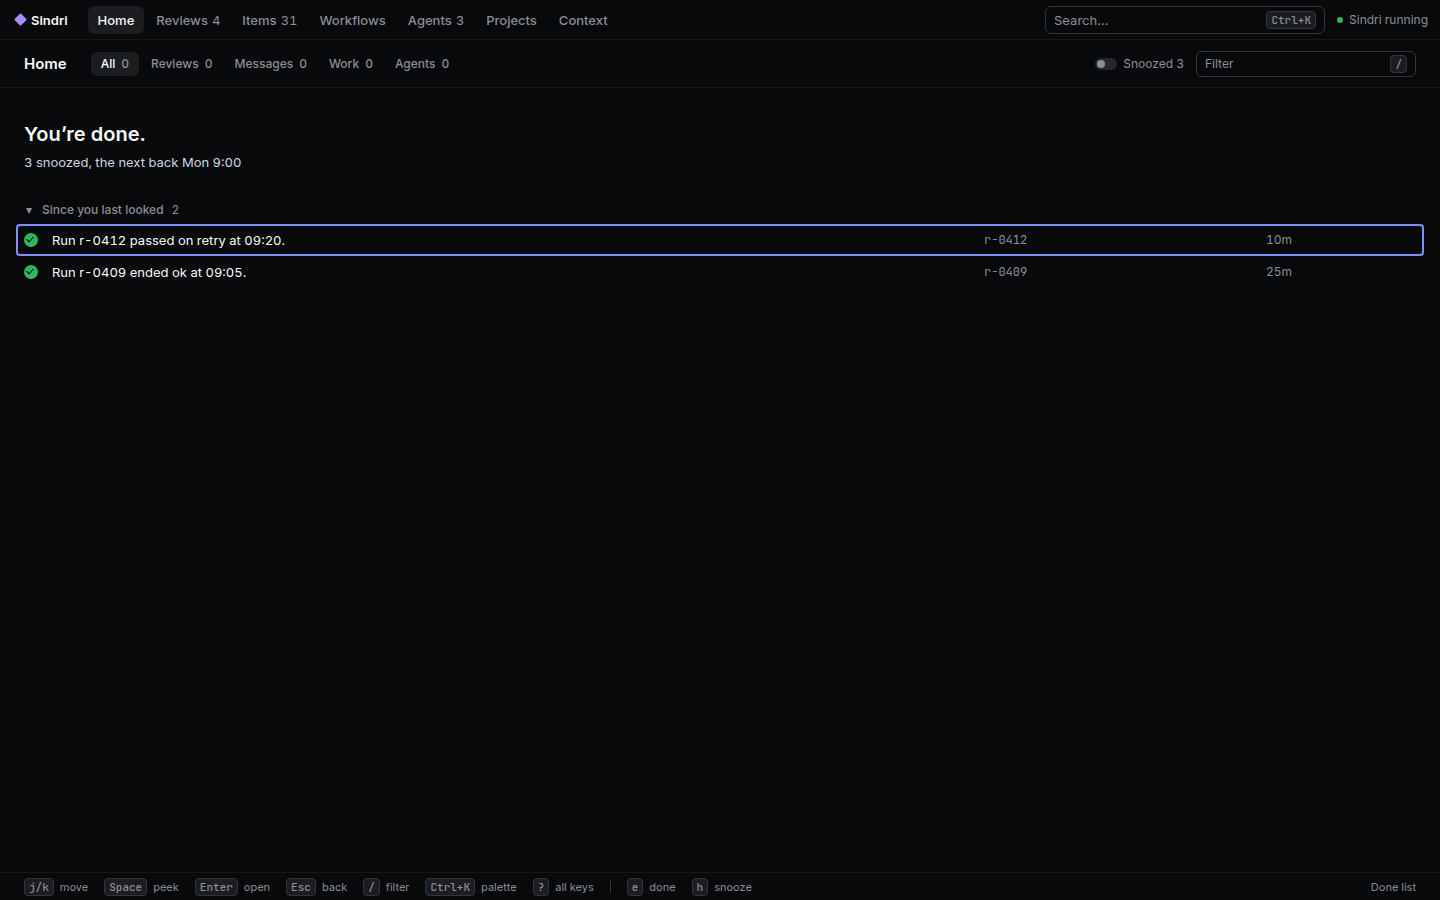 Sindri Home Reviews 4 Items 31 Workflows Agents 3 Projects Context Search... Ctrl+K Sindri running
Home All 0 Reviews 0 Messages 0 Work 0 Agents 0 Snoozed 3 Filter /
You're done.
3 snoozed, the next back Mon 9:00
Since you last looked 2
Run r-0412 passed on retry at 09:20. r-0412 10m
Run r-0409 ended ok at 09:05. r-0409 25m
j/k move Space peek Enter open Esc back / filter Ctrl+K palette ? all keys e done h snooze Done list